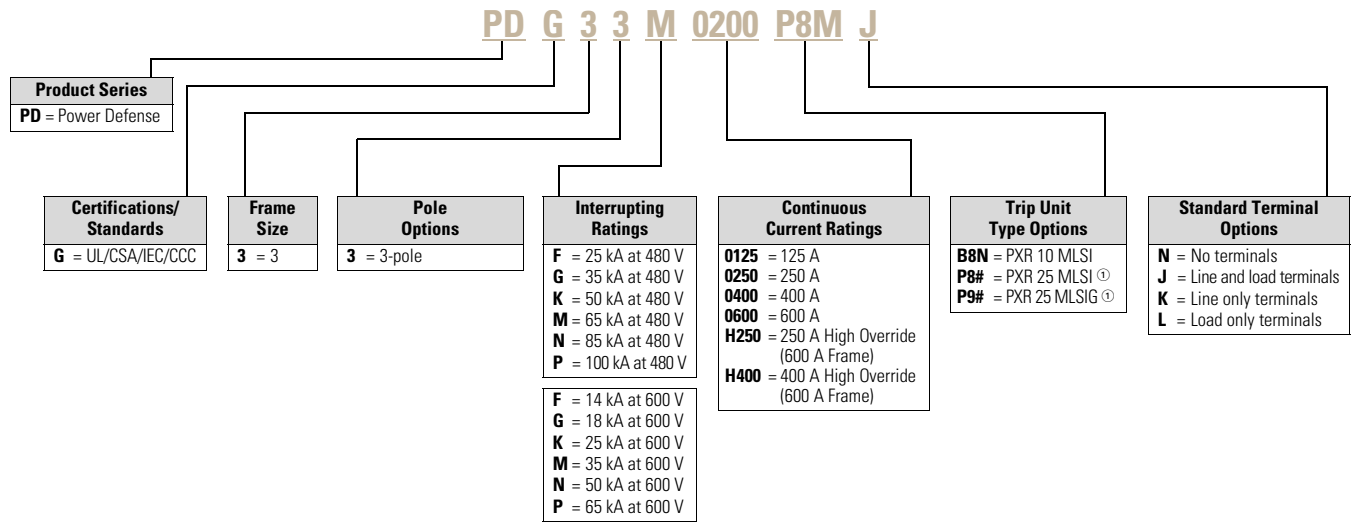 PD G 3 3 M 0200 P8M J
Product Series
PD = Power Defense
Certifications/
Standards
G = UL/CSA/IEC/CCC
Frame
Size
3 = 3
Pole
Options
3 = 3-pole
Interrupting
Ratings
F = 25 kA at 480 V
G = 35 kA at 480 V
K = 50 kA at 480 V
M = 65 kA at 480 V
N = 85 kA at 480 V
P = 100 kA at 480 V
F = 14 kA at 600 V
G = 18 kA at 600 V
K = 25 kA at 600 V
M = 35 kA at 600 V
N = 50 kA at 600 V
P = 65 kA at 600 V
Continuous
Current Ratings
0125 = 125 A
0250 = 250 A
0400 = 400 A
0600 = 600 A
H250 = 250 A High Override
(600 A Frame)
H400 = 400 A High Override
(600 A Frame)
Trip Unit
Type Options
B8N = PXR 10 MLSI
P8# = PXR 25 MLSI ①
P9# = PXR 25 MLSIG ①
Standard Terminal
Options
N = No terminals
J = Line and load terminals
K = Line only terminals
L = Load only terminals